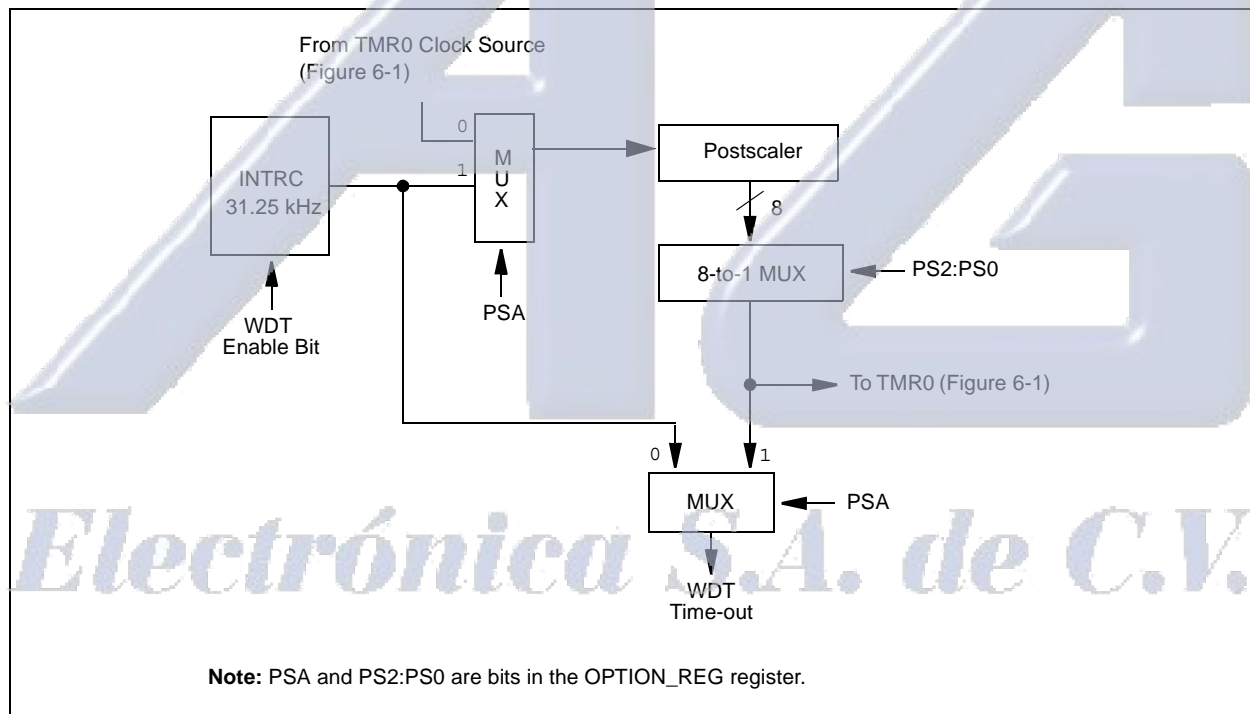 From TMR0 Clock Source
(Figure 6-1)
0
1
M
U
X
INTRC
31.25 kHz
Postscaler
8
8-to-1 MUX
PS2:PS0
PSA
WDT
Enable Bit
To TMR0 (Figure 6-1)
0
1
MUX
PSA
WDT
Time-out
AG
Electrónica S.A. de C.V.
Note: PSA and PS2:PS0 are bits in the OPTION_REG register.